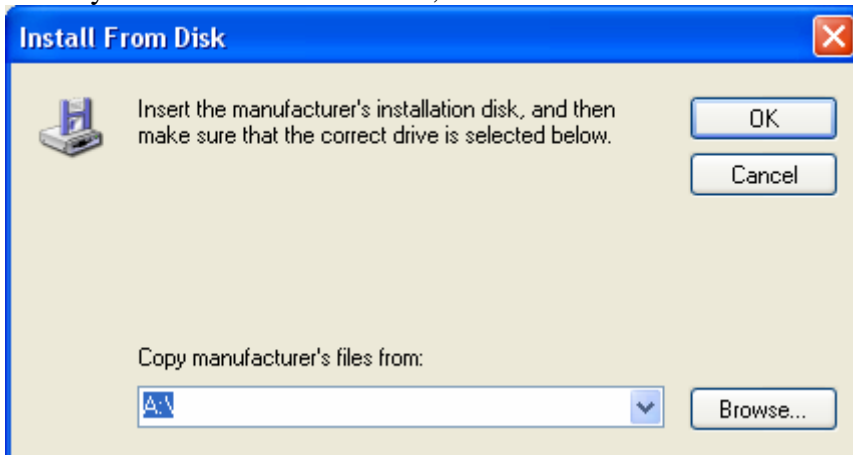 Install From Disk
Insert the manufacturer's installation disk, and then
make sure that the correct drive is selected below.
OK
Cancel
Copy manufacturer's files from:
A:\
Browse...